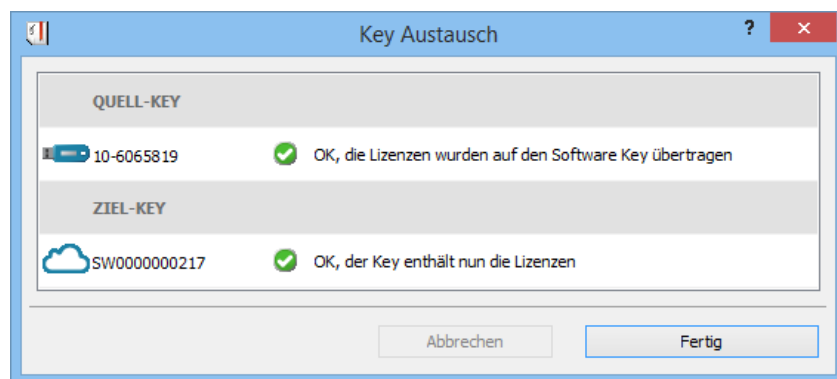 Key Austausch
?
QUELL-KEY
10-6065819 OK, die Lizenzen wurden auf den Software Key übertragen
ZIEL-KEY
SW0000000217 OK, der Key enthält nun die Lizenzen
Abbrechen Fertig